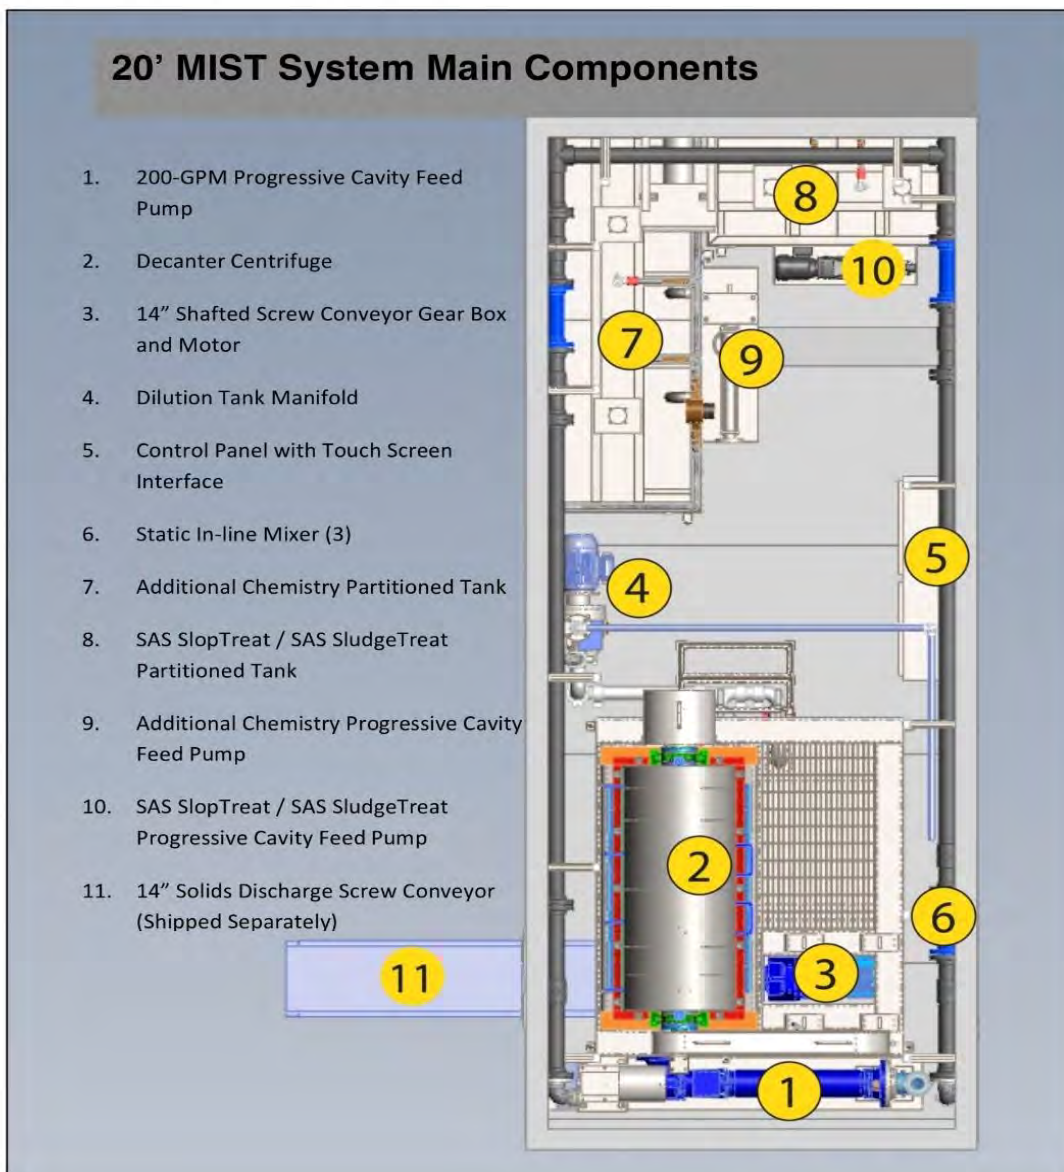 20’ MIST System Main Components
1. 200-GPM Progressive Cavity Feed
Pump
2. Decanter Centrifuge
3. 14” Shafted Screw Conveyor Gear Box
and Motor
4. Dilution Tank Manifold
5. Control Panel with Touch Screen
Interface
6. Static In-line Mixer (3)
7. Additional Chemistry Partitioned Tank
8. SAS SlopTreat / SAS SludgeTreat
Partitioned Tank
9. Additional Chemistry Progressive Cavity
Feed Pump
10. SAS SlopTreat / SAS SludgeTreat
Progressive Cavity Feed Pump
11. 14” Solids Discharge Screw Conveyor
(Shipped Separately)
8
10
7
9
5
4
2
6
3
11
1